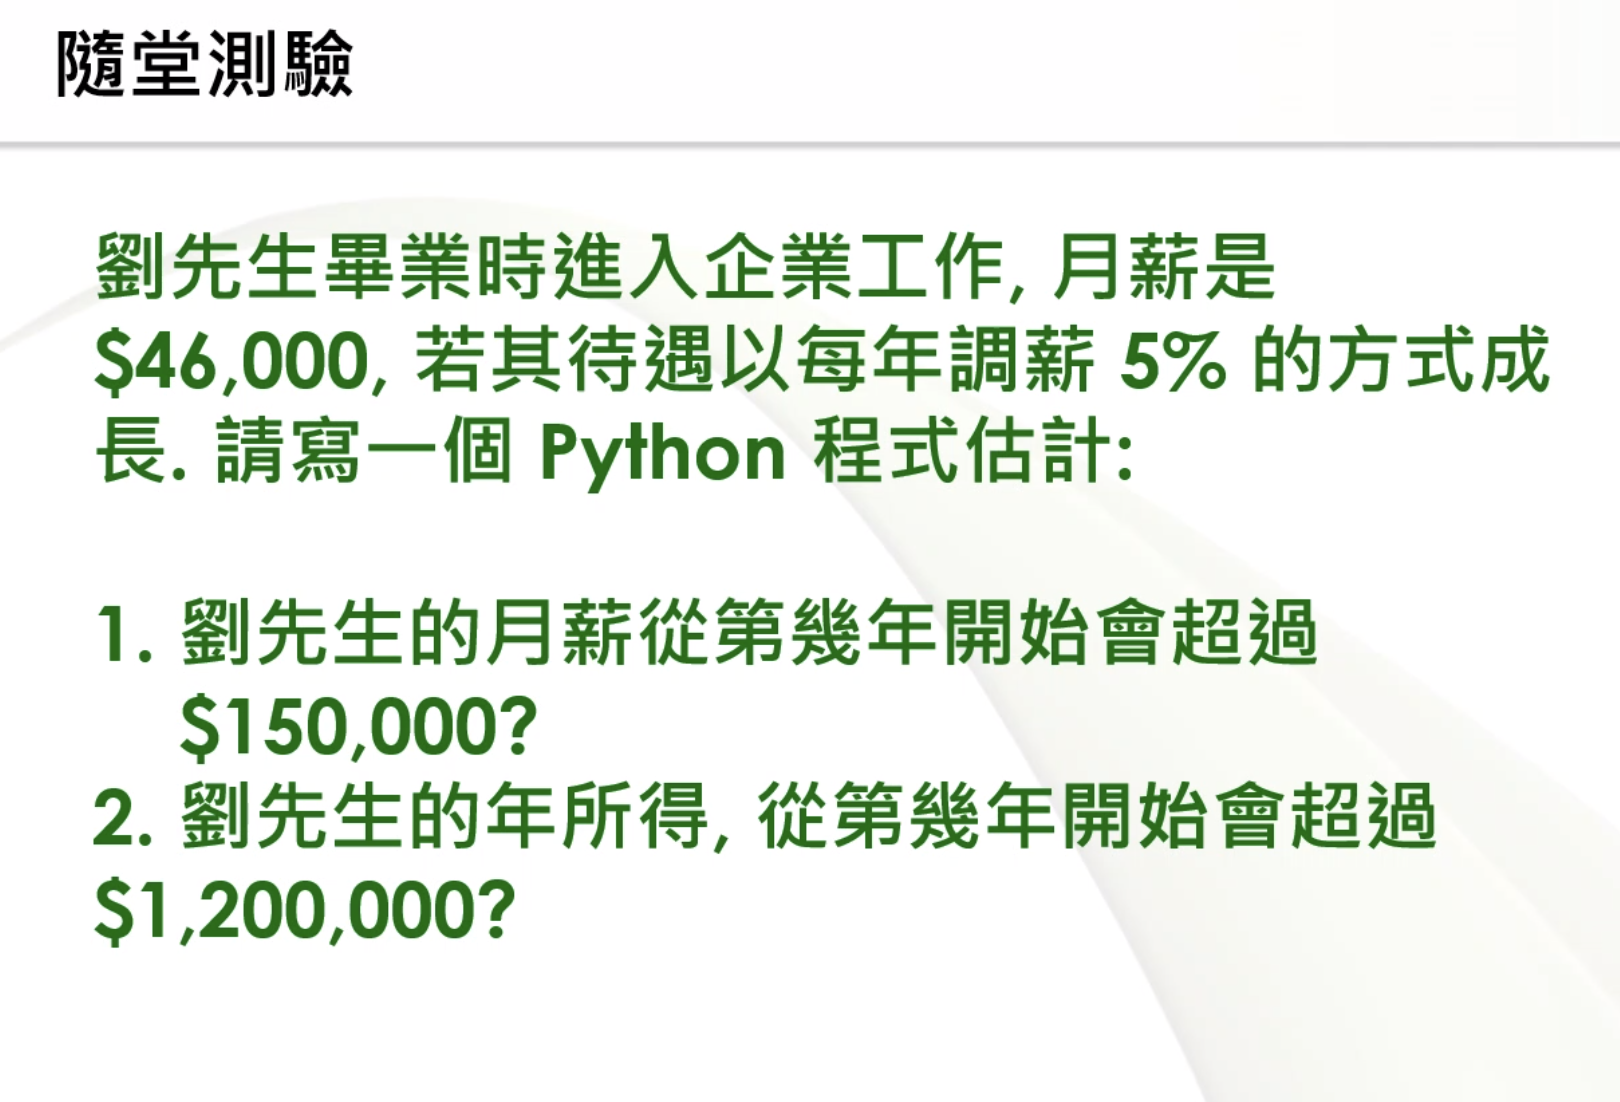 隨堂測驗
劉先生畢業時進入企業工作, 月薪是
$46,000, 若其待遇以每年調薪 5% 的方式成
長. 請寫一個 Python 程式估計:
1. 劉先生的月薪從第幾年開始會超過
$150,000?
2. 劉先生的年所得, 從第幾年開始會超過
$1,200,000?